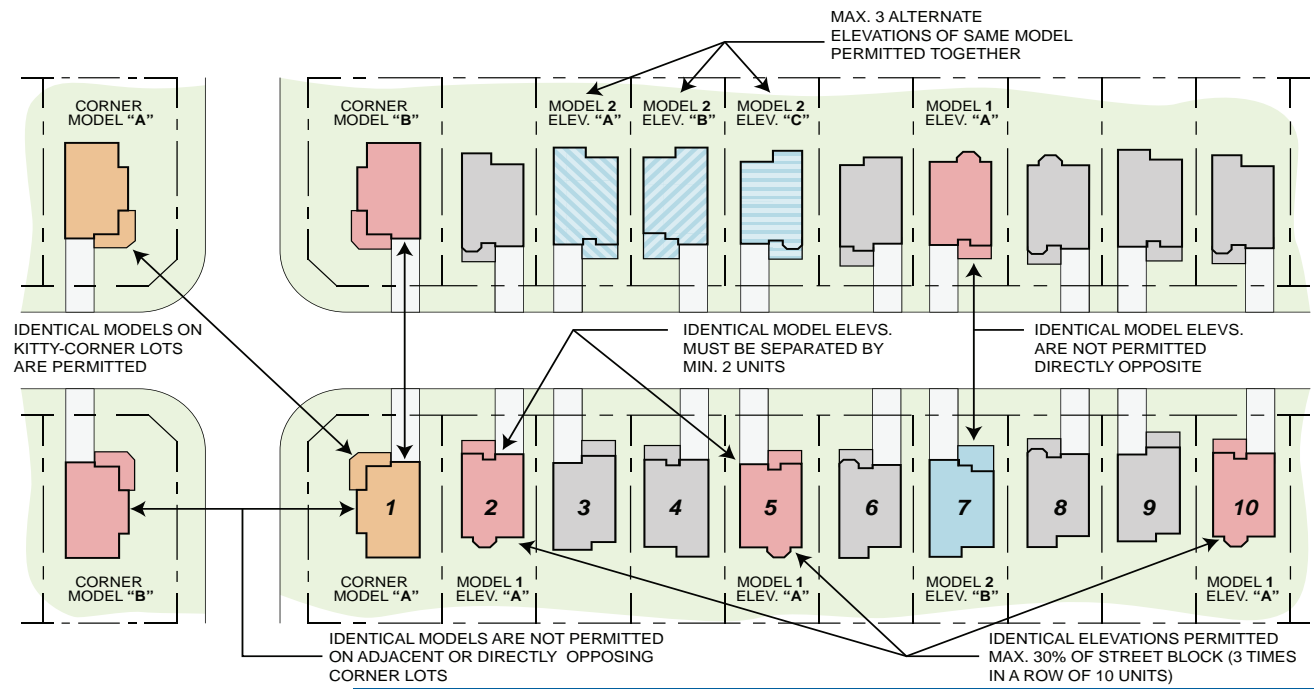 MAX. 3 ALTERNATE
ELEVATIONS OF SAME MODEL
PERMITTED TOGETHER
CORNER
MODEL “A”
CORNER
MODEL “B”
MODEL 2
ELEV. “A”
MODEL 2
ELEV. “B”
MODEL 2
ELEV. “C”
MODEL 1
ELEV. “A”
IDENTICAL MODELS ON
KITTY-CORNER LOTS
ARE PERMITTED
IDENTICAL MODEL ELEVS.
MUST BE SEPARATED BY
MIN. 2 UNITS
IDENTICAL MODEL ELEVS.
ARE NOT PERMITTED
DIRECTLY OPPOSITE
1
2
3
4
5
6
7
8
9
10
CORNER
MODEL “B”
CORNER
MODEL “A”
MODEL 1
ELEV. “A”
MODEL 1
ELEV. “A”
MODEL 2
ELEV. “B”
MODEL 1
ELEV. “A”
IDENTICAL MODELS ARE NOT PERMITTED
ON ADJACENT OR DIRECTLY OPPOSING
CORNER LOTS
IDENTICAL ELEVATIONS PERMITTED
MAX. 30% OF STREET BLOCK (3 TIMES
IN A ROW OF 10 UNITS)